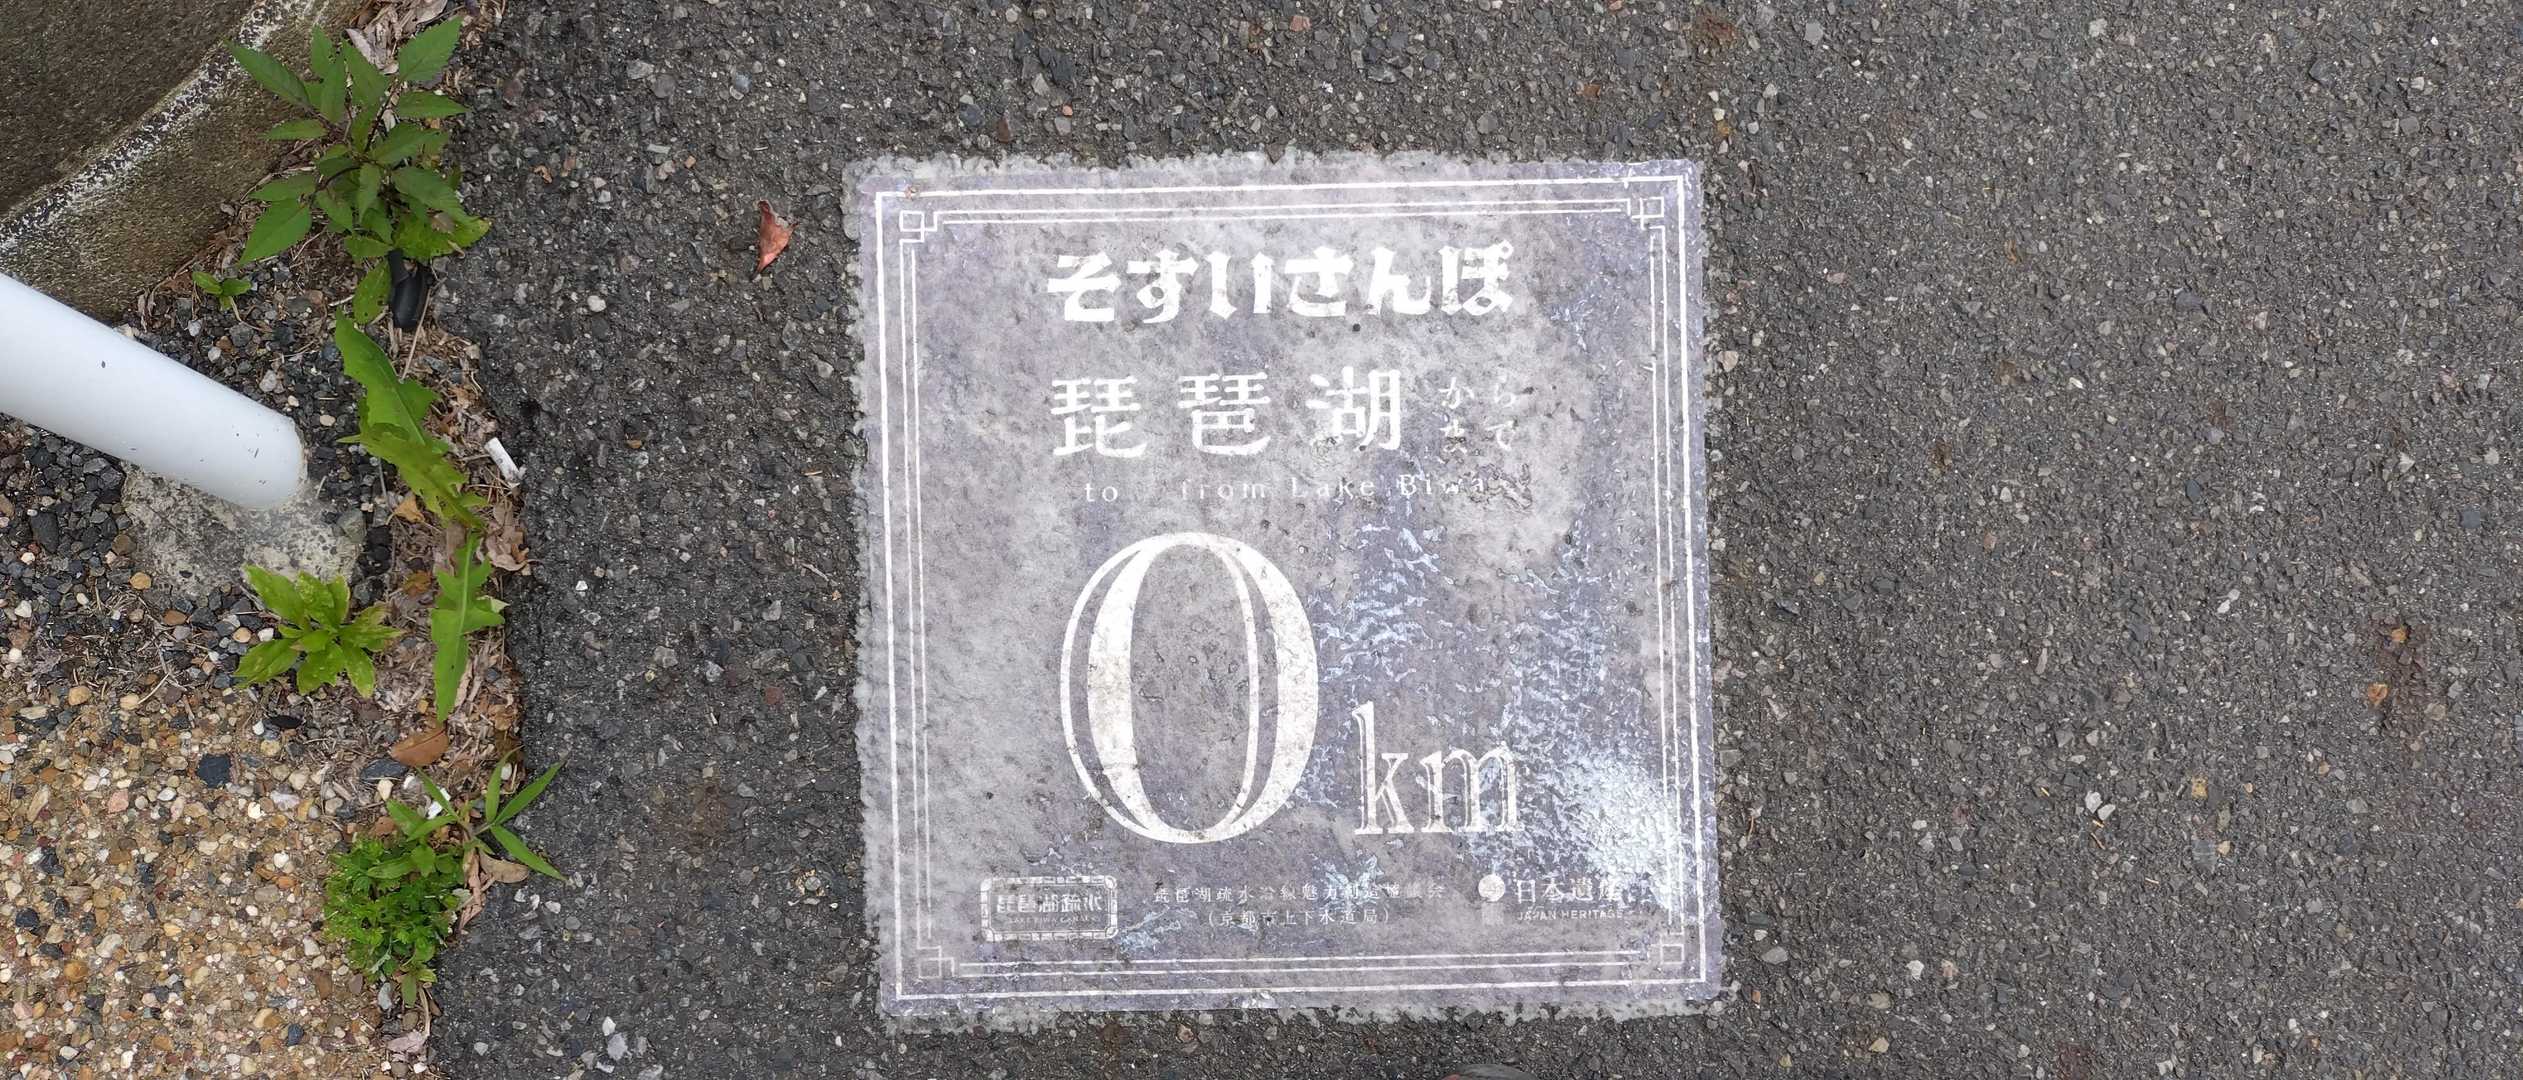 そすいさんぽ
琵琶湖 から
まで
to from Lake Biwa
0 km
琵琶湖疏水
LAKE BIWA CANAL
琵琶湖疏水沿線魅力創造協議会
(京都市上下水道局)
日本遺産
JAPAN HERITAGE